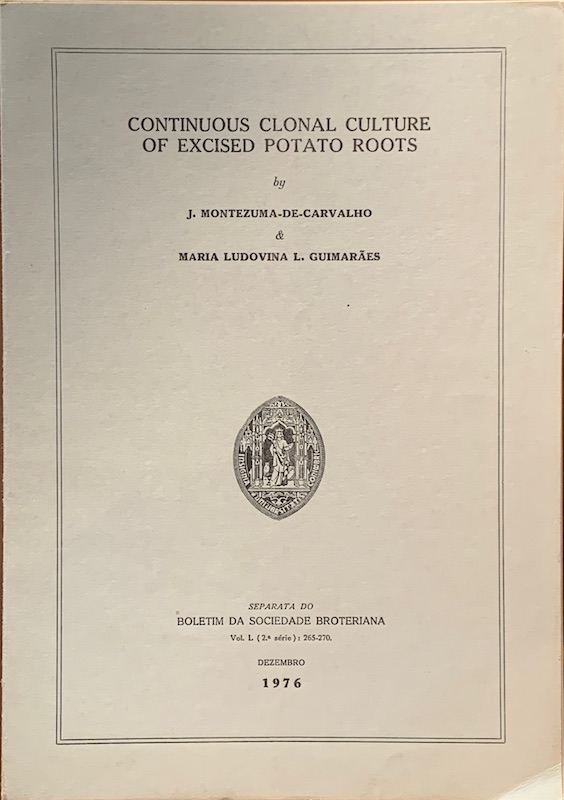 CONTINUOUS CLONAL CULTURE
OF EXCISED POTATO ROOTS
by
J. MONTEZUMA-DE-CARVALHO
&
MARIA LUDOVINA L. GUIMARÃES
SEPARATA DO
BOLETIM DA SOCIEDADE BROTERIANA
Vol. L (2.ª série): 265-270.
DEZEMBRO
1976